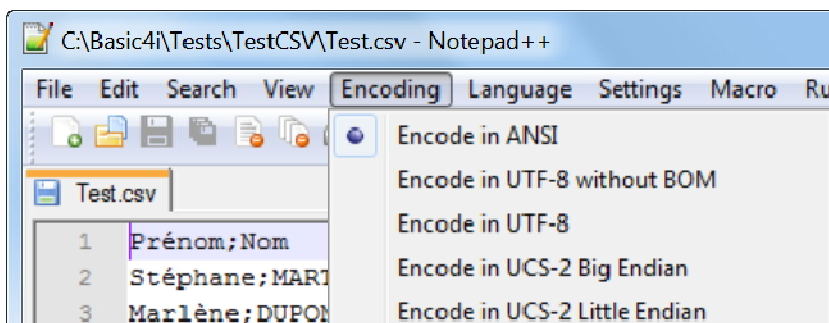 C:\Basic4i\Tests\TestCSV\Test.csv - Notepad++
File Edit Search View Encoding Language Settings Macro
Encode in ANSI
Encode in UTF-8 without BOM
Encode in UTF-8
Encode in UCS-2 Big Endian
Encode in UCS-2 Little Endian
Test.csv
1 Prénom;Nom
2 Stéphane;MART
3 Marlène;DUPON